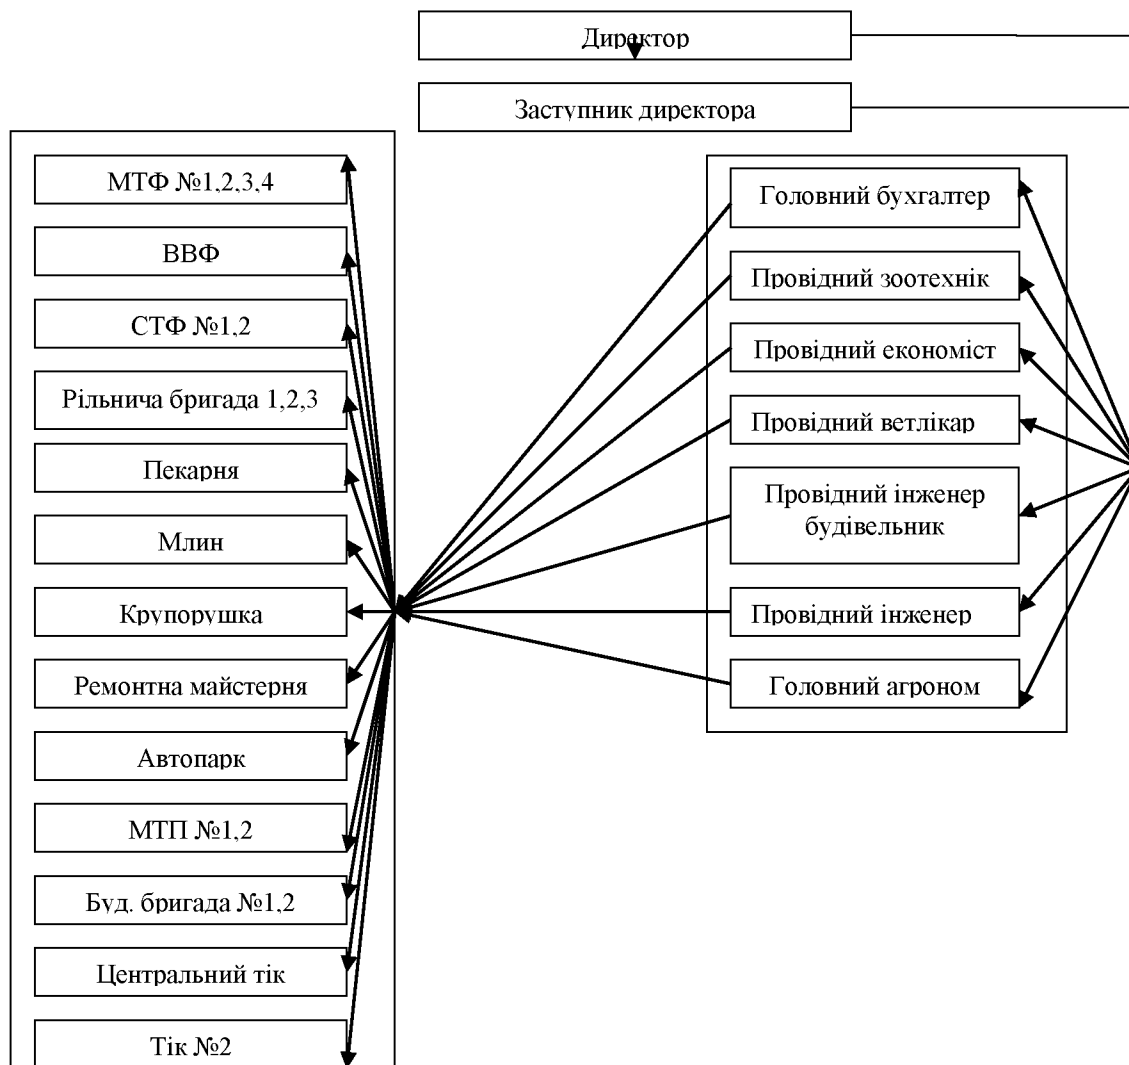 Директор
Заступник директора
МТФ №1,2,3,4
ВВФ
СТФ №1,2
Рільнича бригада 1,2,3
Пекарня
Млин
Крупорушка
Ремонтна майстерня
Автопарк
МТП №1,2
Буд. бригада №1,2
Центральний тік
Тік №2
Головний бухгалтер
Провідний зоотехнік
Провідний економіст
Провідний ветлікар
Провідний інженер
будівельник
Провідний інженер
Головний агроном